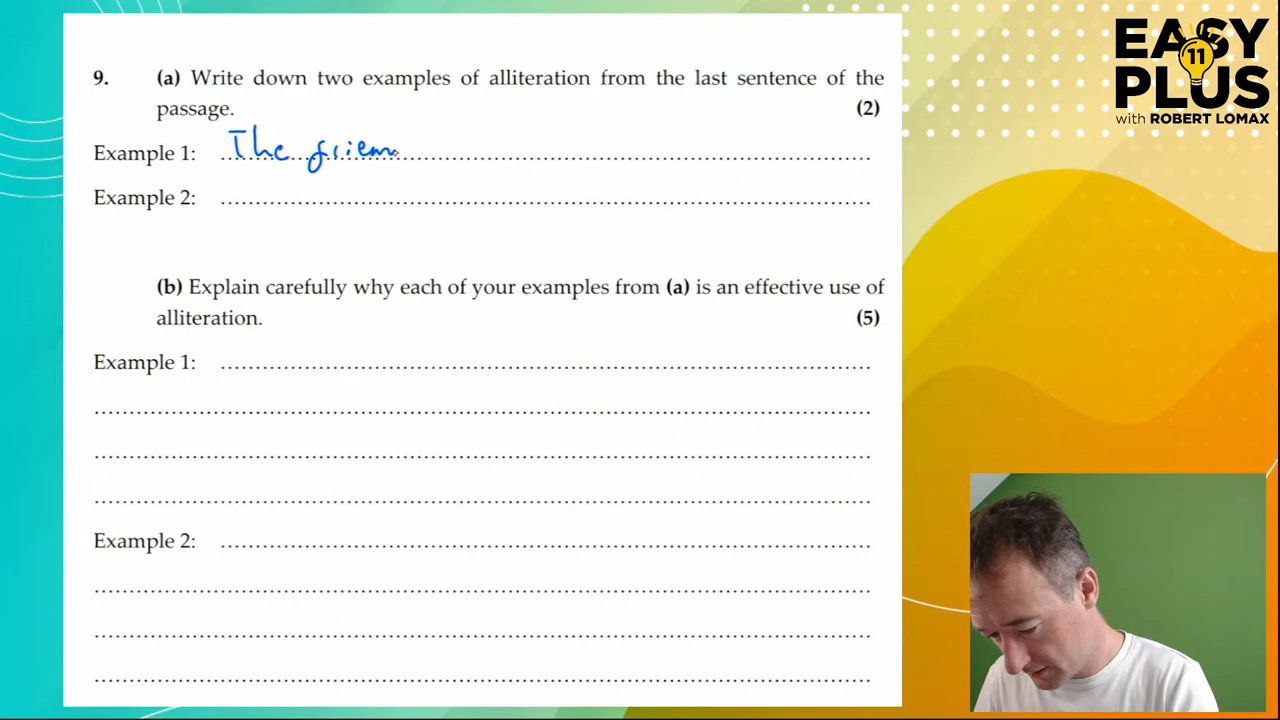 EASY
11
PLUS
with ROBERT LOMAX
9. (a) Write down two examples of alliteration from the last sentence of the
passage. (2)
Example 1: The
Example 2:
(b) Explain carefully why each of your examples from (a) is an effective use of
alliteration. (5)
Example 1:
Example 2: